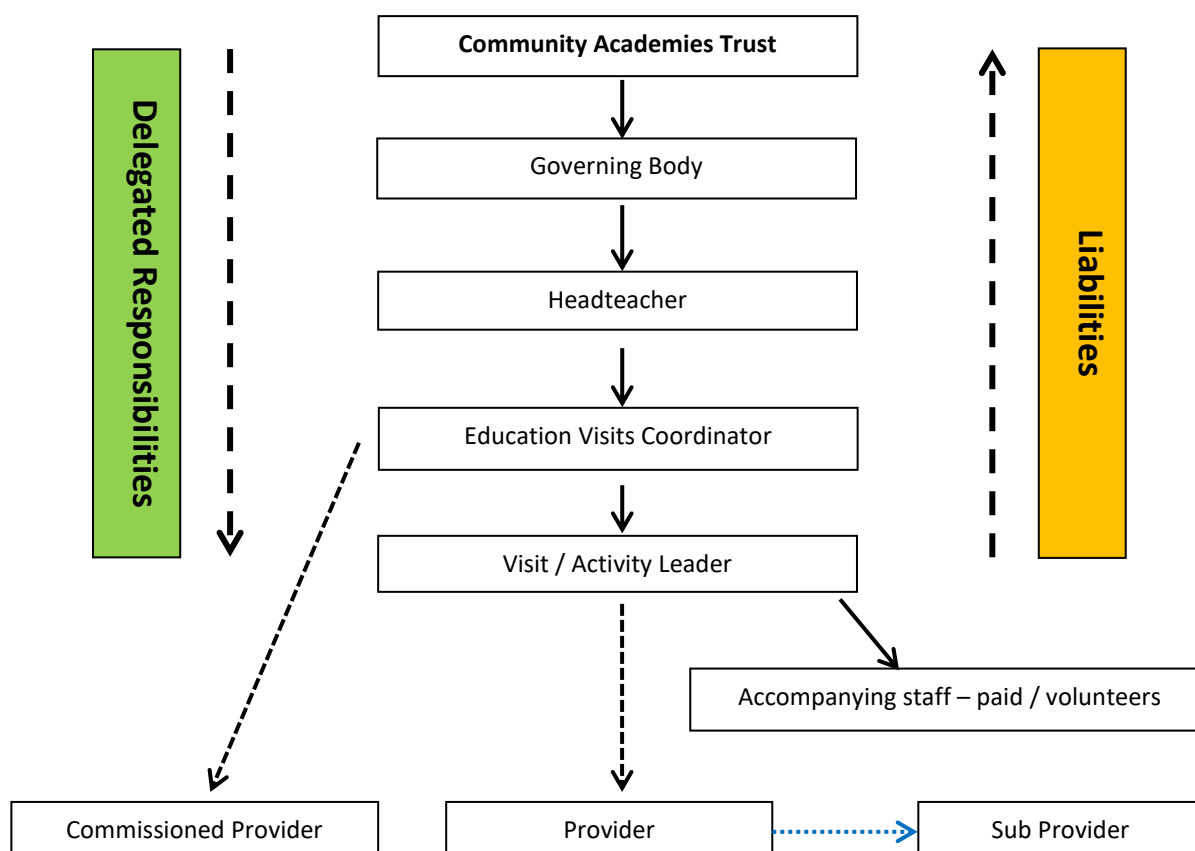 Community Academies Trust
Delegated Responsibilities
Liabilities
Governing Body
Headteacher
Education Visits Coordinator
Visit / Activity Leader
Accompanying staff – paid / volunteers
Commissioned Provider
Provider
Sub Provider